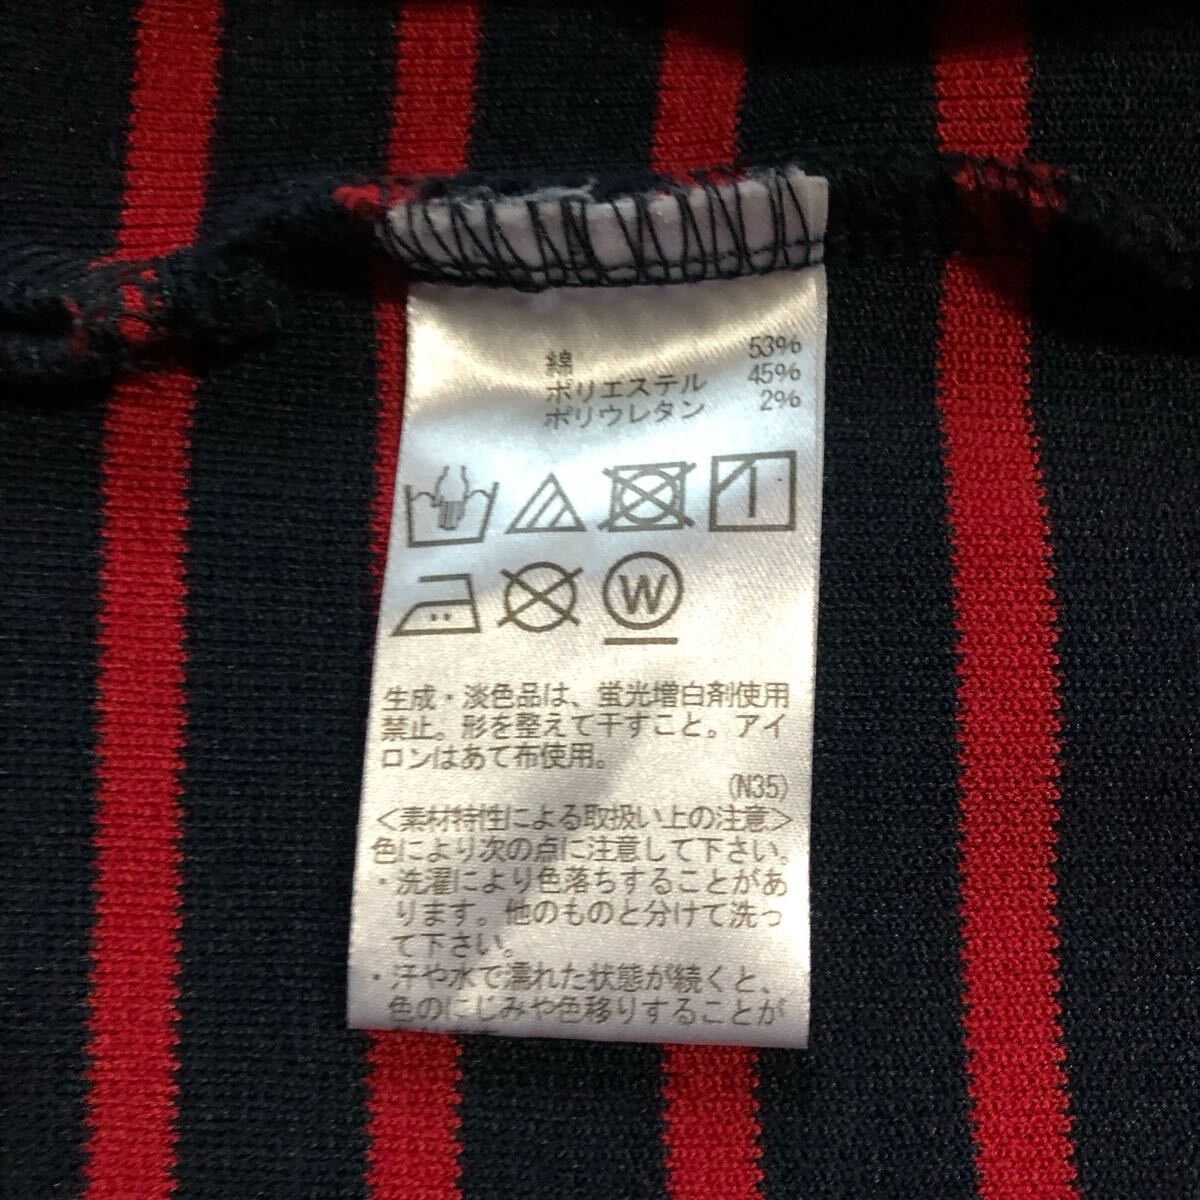 綿 53%
ポリエステル 45%
ポリウレタン 2%
W
生成・淡色品は、蛍光増白剤使用
禁止。形を整えて干すこと。アイ
ロンはあて布使用。
(N35)
<素材特性による取扱い上の注意>
色により次の点に注意して下さい。
・洗濯により色落ちすることがあ
ります。他のものと分けて洗っ
て下さい。
・汗や水で濡れた状態が続くと、
色のにじみや色移りすることが